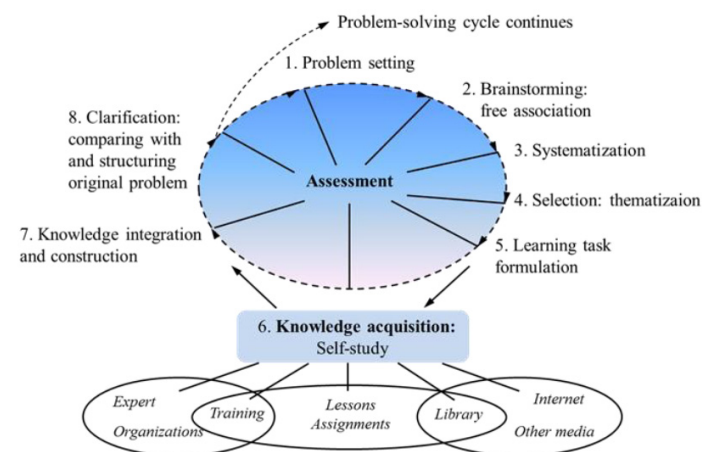 Problem-solving cycle continues
1. Problem setting
2. Brainstorming:
free association
3. Systematization
4. Selection: thematizaion
5. Learning task
formulation
8. Clarification:
comparing with
and structuring
original problem
Assessment
7. Knowledge integration
and construction
6. Knowledge acquisition:
Self-study
Expert
Organizations
Training
Lessons
Assignments
Library
Internet
Other media